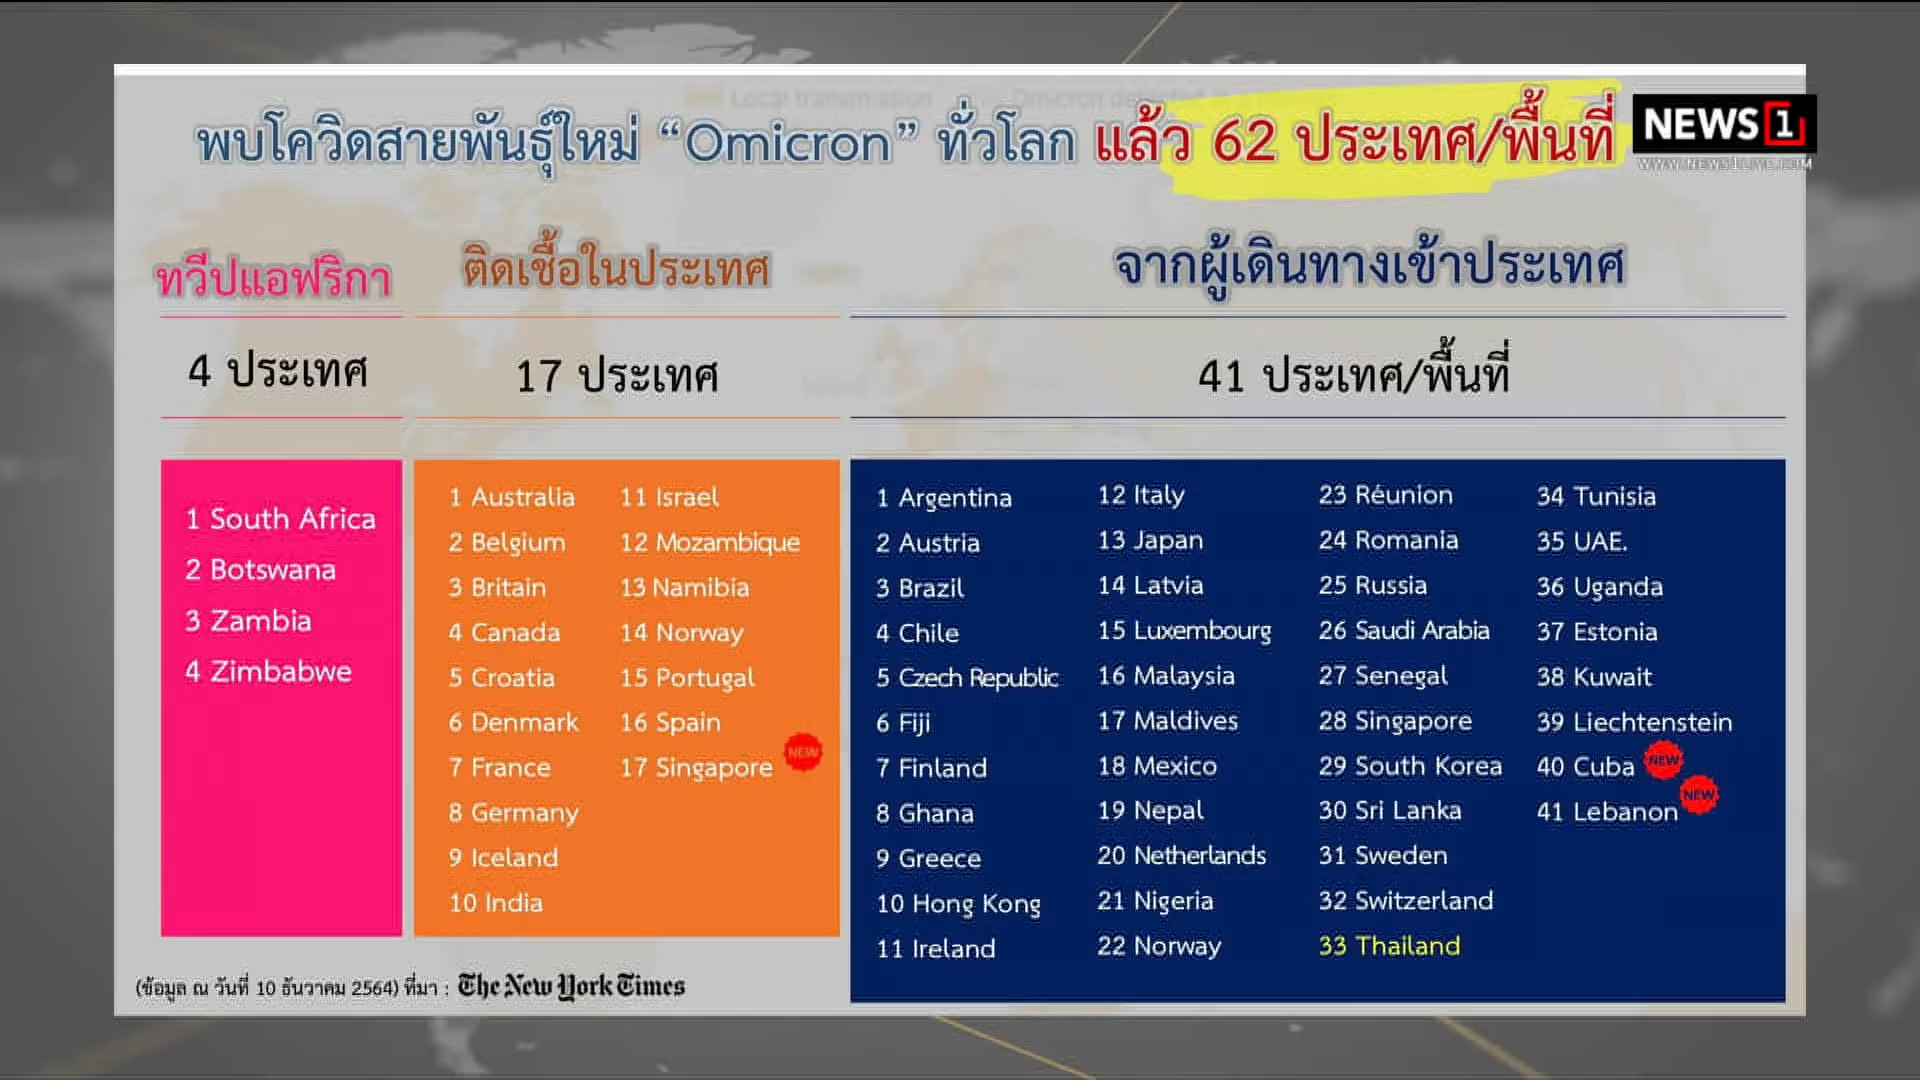 Local transmission
พบโควิดสายพันธุ์ใหม่ “Omicron” ทั่วโลก แล้ว 62 ประเทศ/พื้นที่
NEWS 1
WWW.NEWS1LIVE.COM
ทวีปแอฟริกา
4 ประเทศ
1 South Africa
2 Botswana
3 Zambia
4 Zimbabwe
ติดเชื้อในประเทศ
17 ประเทศ
1 Australia
2 Belgium
3 Britain
4 Canada
5 Croatia
6 Denmark
7 France
8 Germany
9 Iceland
10 India
11 Israel
12 Mozambique
13 Namibia
14 Norway
15 Portugal
16 Spain
17 Singapore NEW
จากผู้เดินทางเข้าประเทศ
41 ประเทศ/พื้นที่
1 Argentina
2 Austria
3 Brazil
4 Chile
5 Czech Republic
6 Fiji
7 Finland
8 Ghana
9 Greece
10 Hong Kong
11 Ireland
12 Italy
13 Japan
14 Latvia
15 Luxembourg
16 Malaysia
17 Maldives
18 Mexico
19 Nepal
20 Netherlands
21 Nigeria
22 Norway
23 Réunion
24 Romania
25 Russia
26 Saudi Arabia
27 Senegal
28 Singapore
29 South Korea
30 Sri Lanka
31 Sweden
32 Switzerland
33 Thailand
34 Tunisia
35 UAE.
36 Uganda
37 Estonia
38 Kuwait
39 Liechtenstein
40 Cuba NEW
41 Lebanon NEW
(ข้อมูล ณ วันที่ 10 ธันวาคม 2564) ที่มา : The New York Times